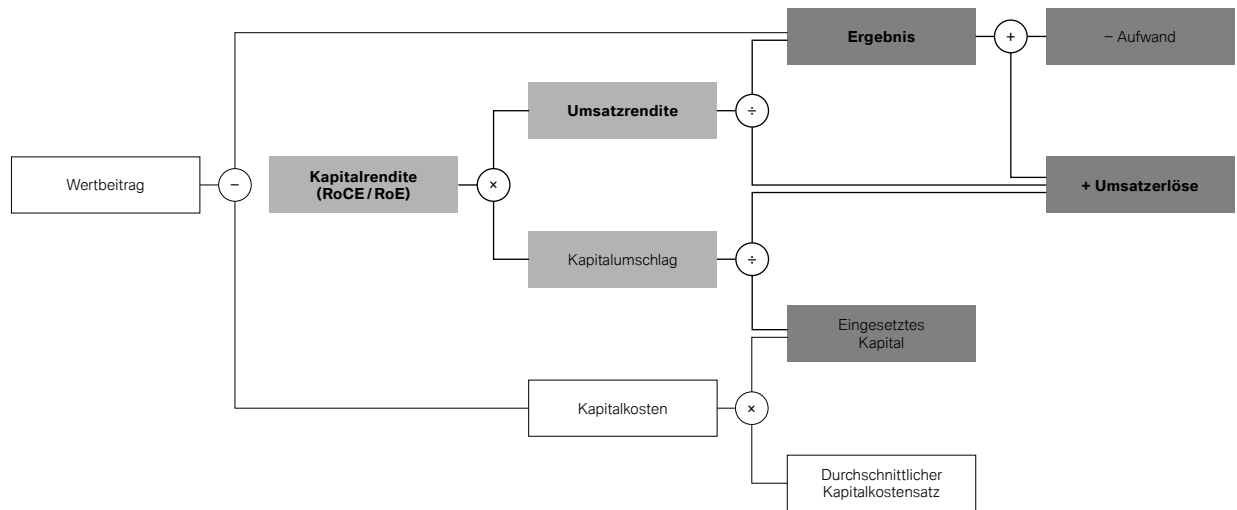 Ergebnis
+
– Aufwand
Umsatzrendite
÷
Wertbeitrag
–
Kapitalrendite
(RoCE / RoE)
×
+ Umsatzerlöse
Kapitalumschlag
÷
Eingesetztes
Kapital
Kapitalkosten
×
Durchschnittlicher
Kapitalkostensatz